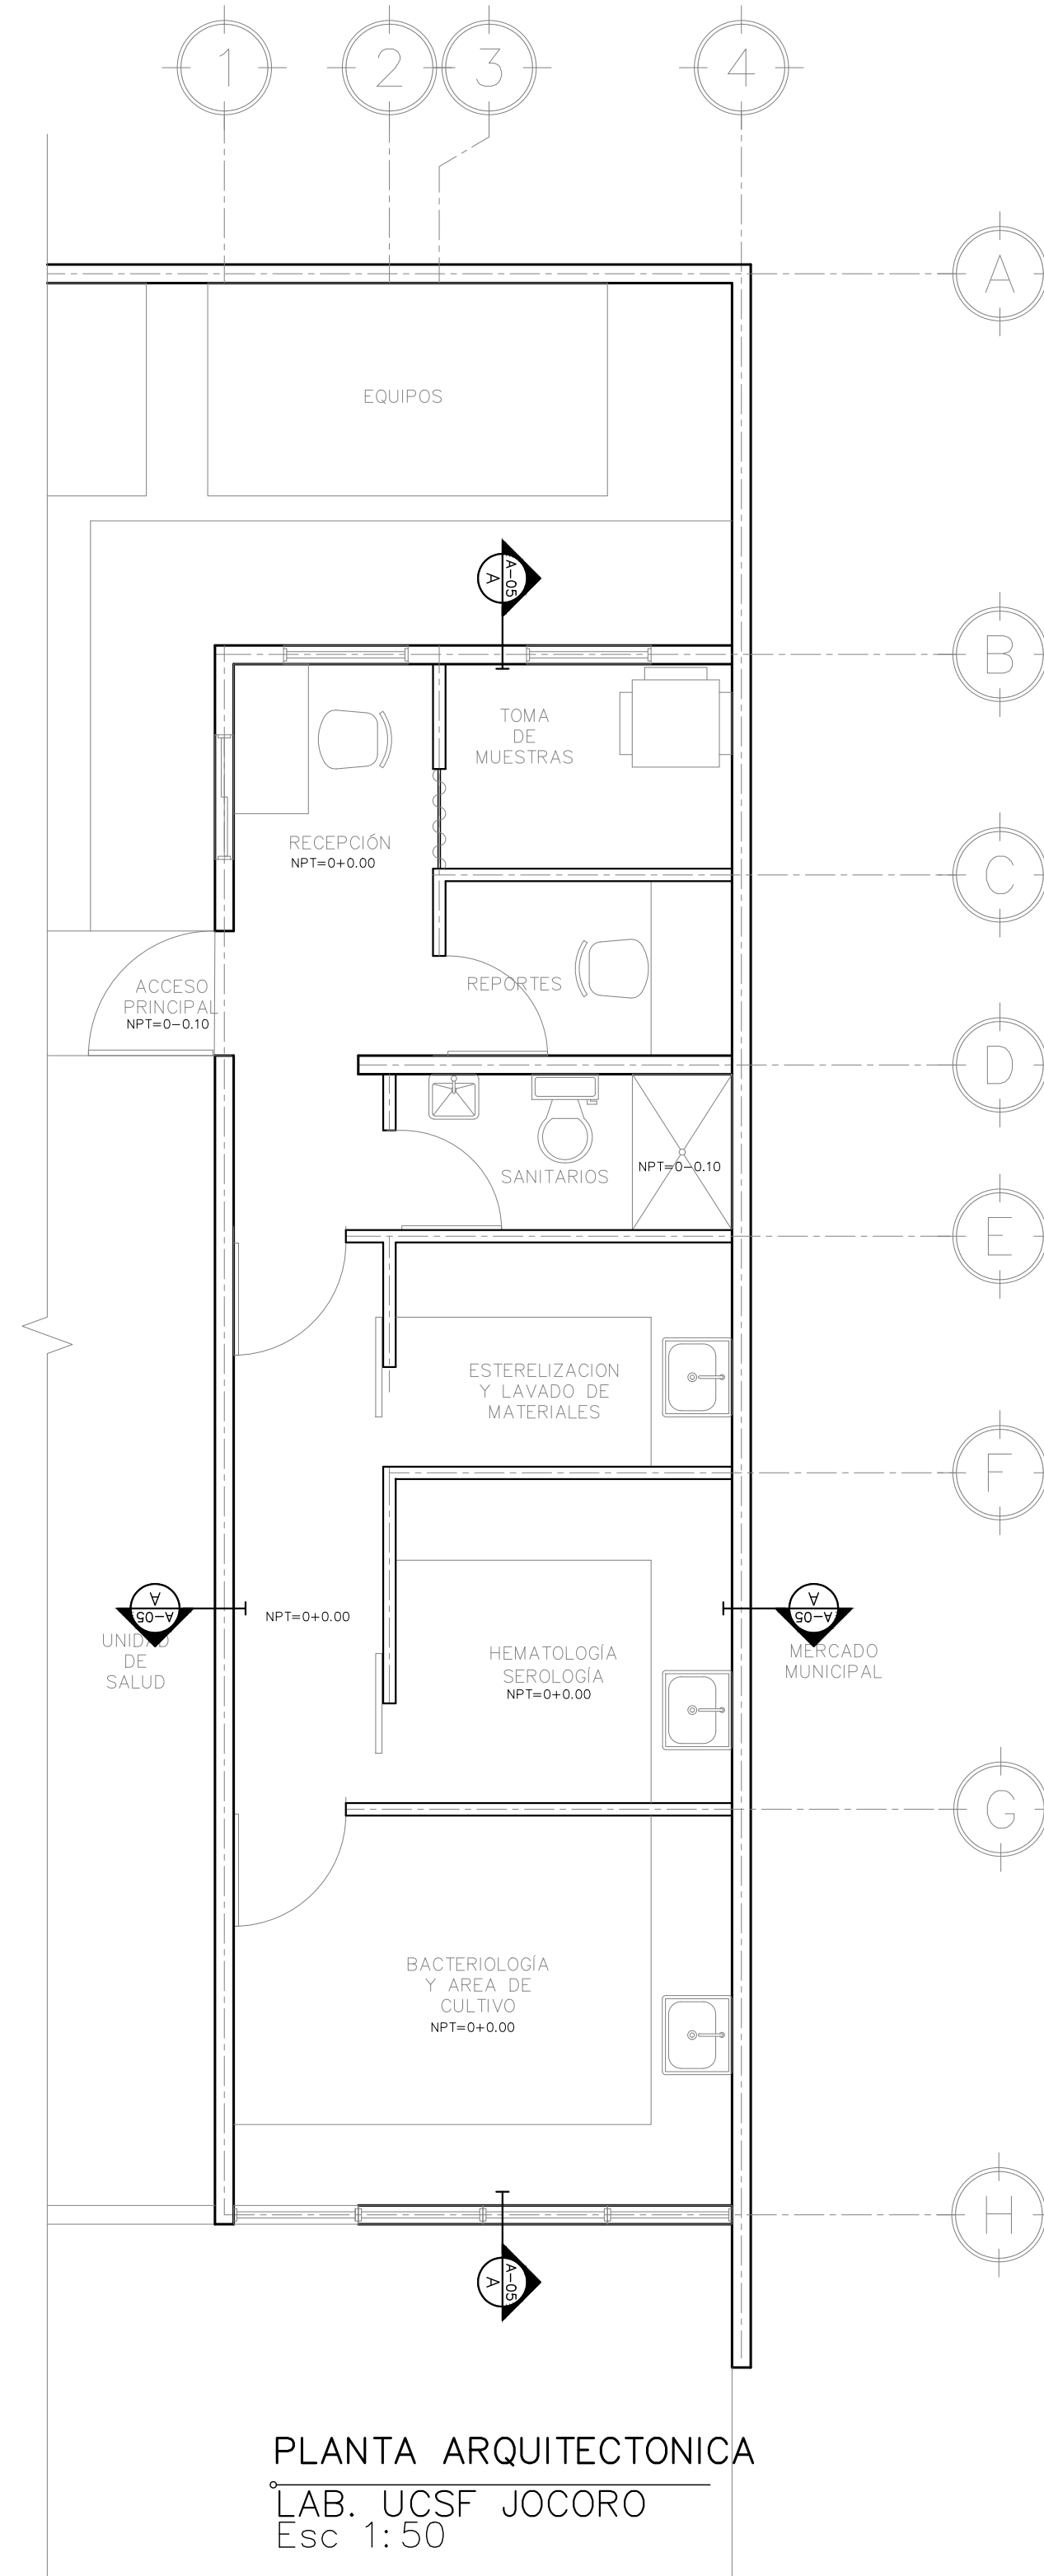 1
2
3
4
A
EQUIPOS
A-05
A
B
TOMA
DE
MUESTRAS
RECEPCIÓN
NPT=0+0.00
C
REPORTES
ACCESO
PRINCIPAL
NPT=0-0.10
D
SANITARIOS
NPT=0-0.10
E
ESTERELIZACION
Y LAVADO DE
MATERIALES
F
A
A-05
NPT=0+0.00
A
A-05
UNIDAD
DE
SALUD
HEMATOLOGÍA
SEROLOGÍA
NPT=0+0.00
MERCADO
MUNICIPAL
G
BACTERIOLOGÍA
Y AREA DE
CULTIVO
NPT=0+0.00
H
A-05
A
PLANTA ARQUITECTONICA
LAB. UCSF JOCORO
Esc 1:50